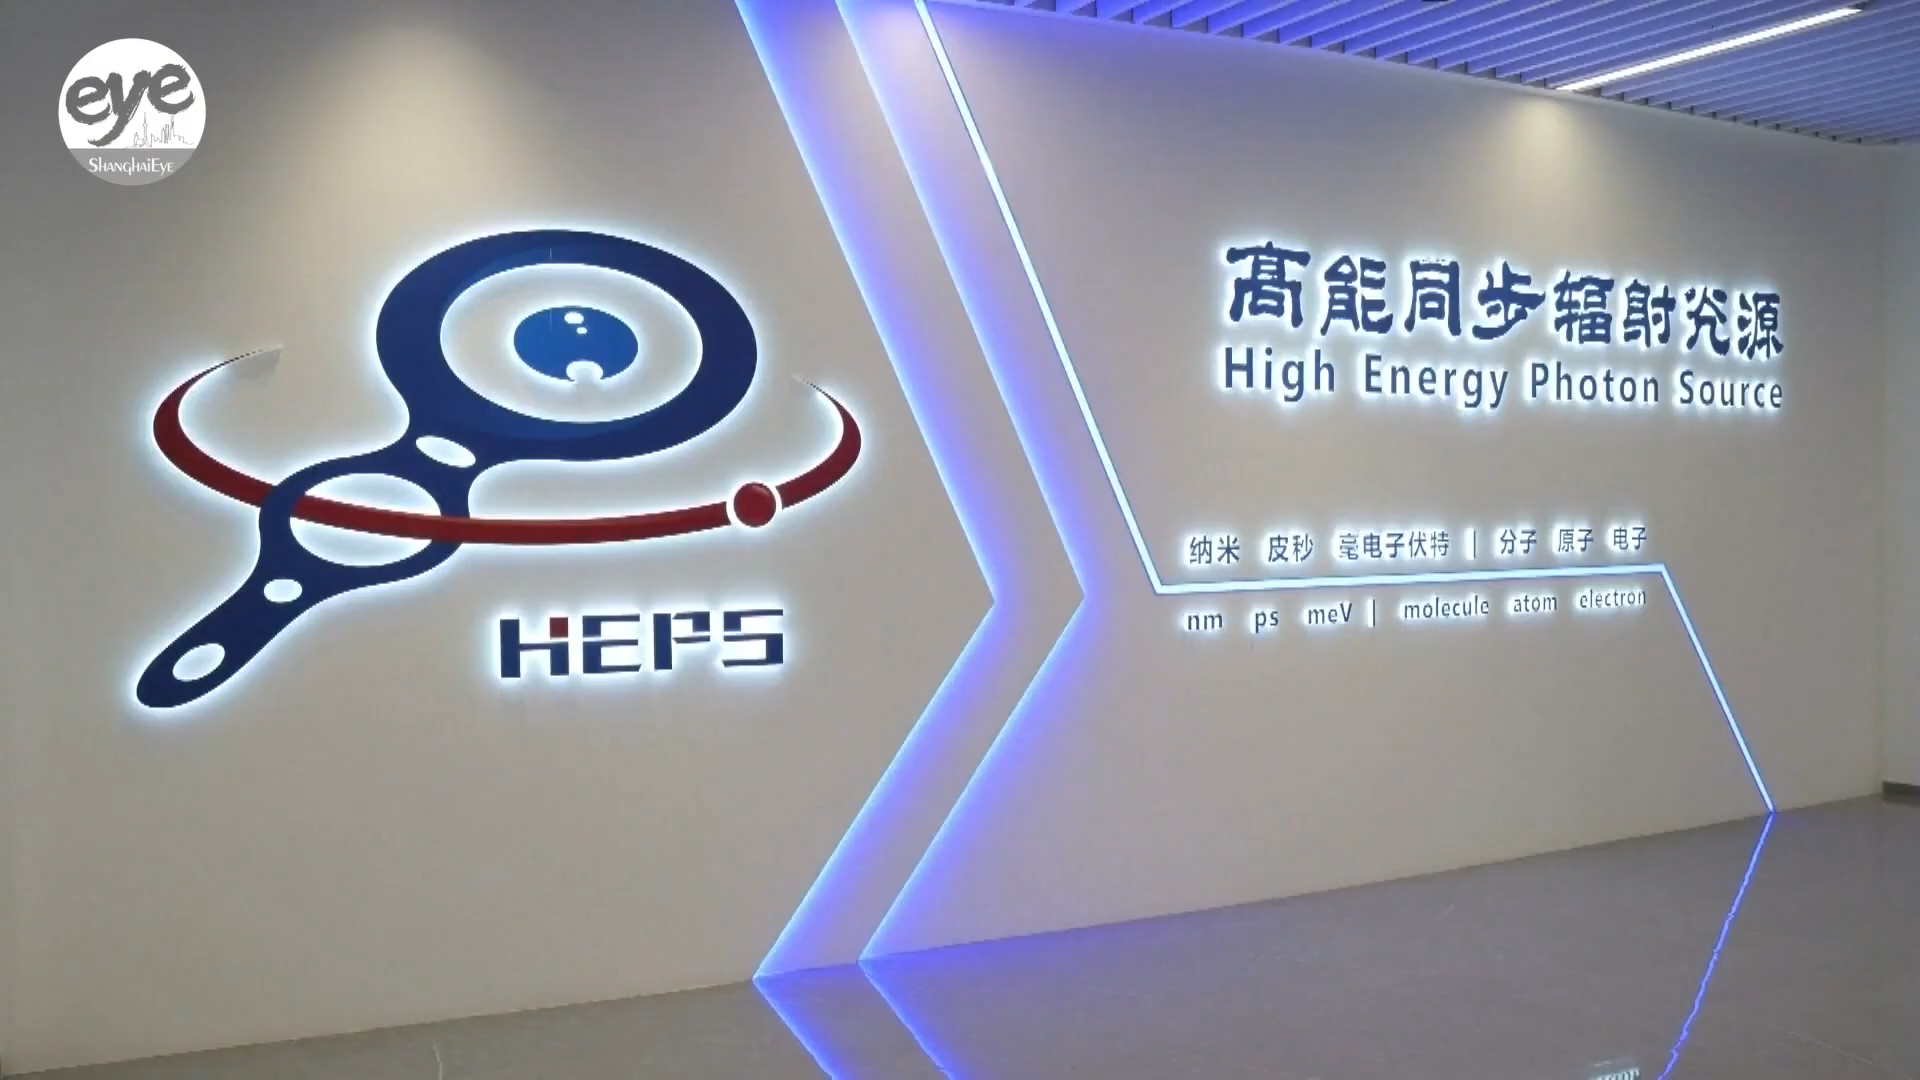 eye
SHANGHAIEYE
HEPS
高能同步辐射光源
High Energy Photon Source
纳米 皮秒 毫电子伏特 | 分子 原子 电子
nm ps meV | molecule atom electron